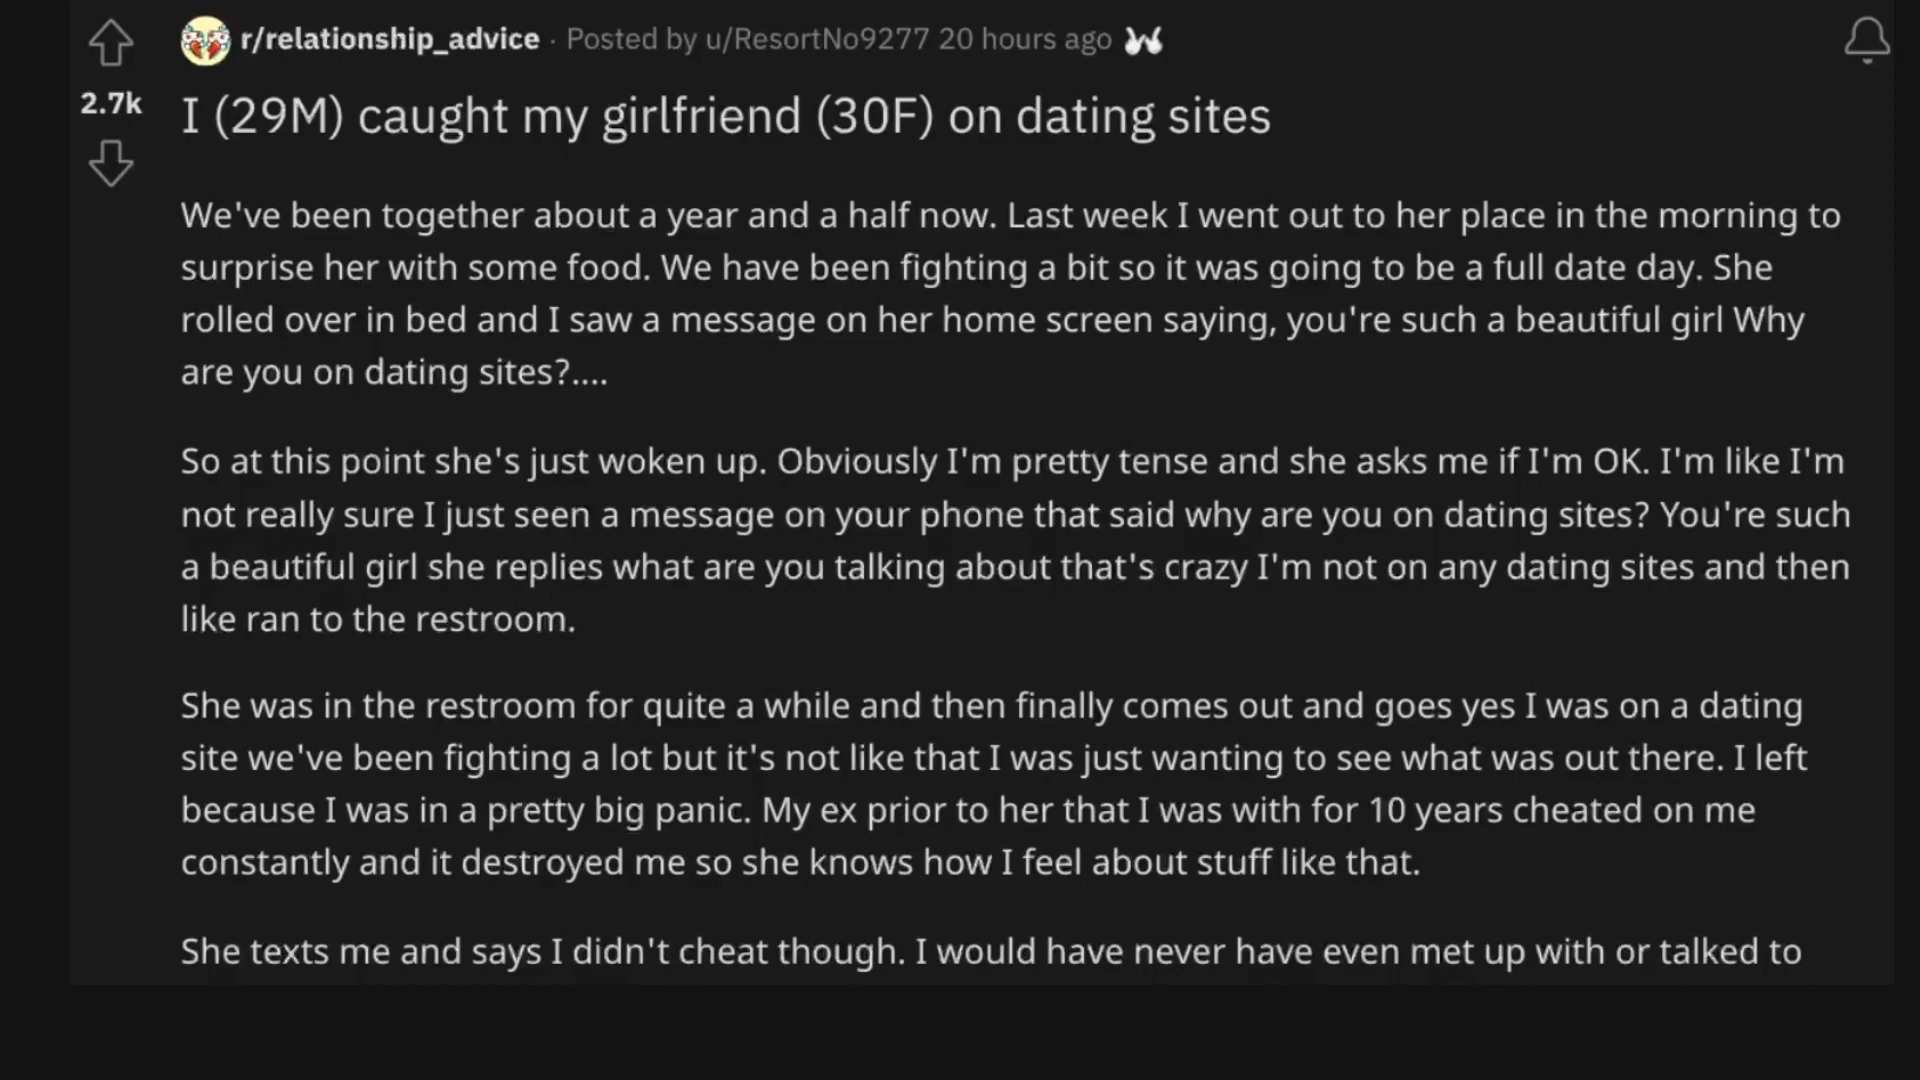 r/relationship_advice · Posted by u/ResortNo9277 20 hours ago
2.7k
I (29M) caught my girlfriend (30F) on dating sites
We've been together about a year and a half now. Last week I went out to her place in the morning to
surprise her with some food. We have been fighting a bit so it was going to be a full date day. She
rolled over in bed and I saw a message on her home screen saying, you're such a beautiful girl Why
are you on dating sites?....
So at this point she's just woken up. Obviously I'm pretty tense and she asks me if I'm OK. I'm like I'm
not really sure I just seen a message on your phone that said why are you on dating sites? You're such
a beautiful girl she replies what are you talking about that's crazy I'm not on any dating sites and then
like ran to the restroom.
She was in the restroom for quite a while and then finally comes out and goes yes I was on a dating
site we've been fighting a lot but it's not like that I was just wanting to see what was out there. I left
because I was in a pretty big panic. My ex prior to her that I was with for 10 years cheated on me
constantly and it destroyed me so she knows how I feel about stuff like that.
She texts me and says I didn't cheat though. I would have never have even met up with or talked to